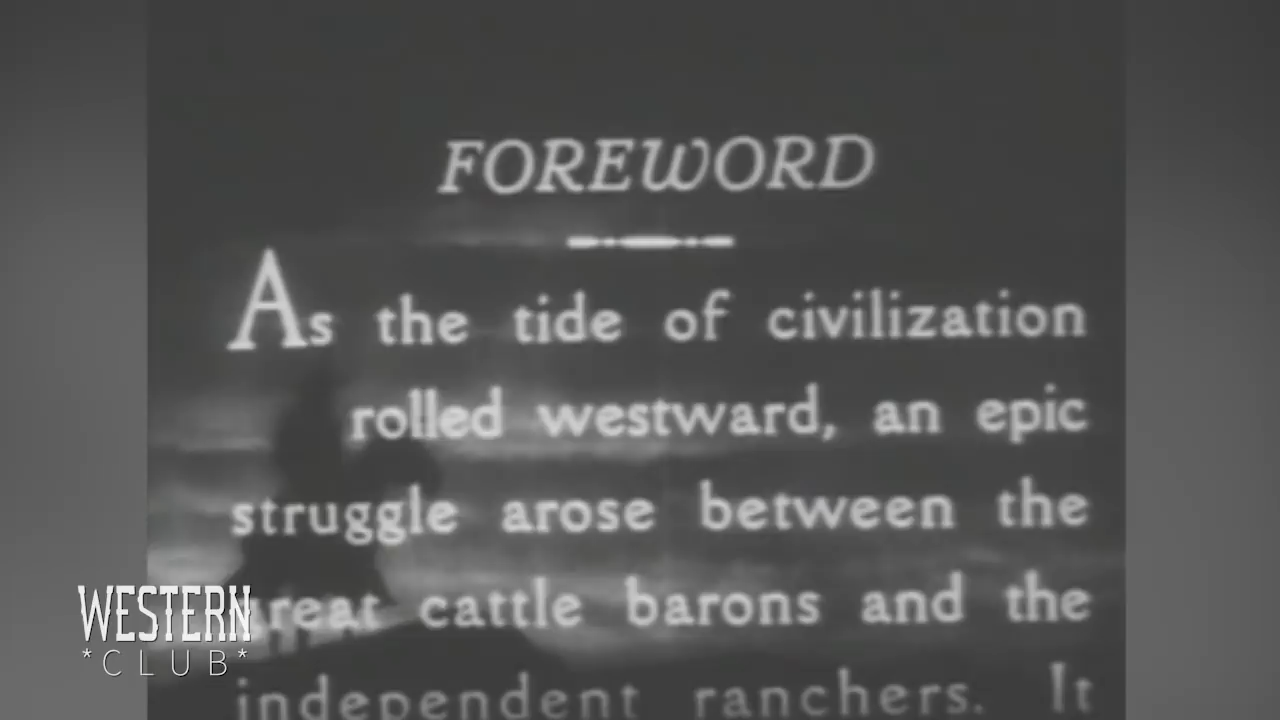 FOREWORD
As the tide of civilization
rolled westward, an epic
struggle arose between the
great cattle barons and the
independent ranchers. It
WESTERN
*CLUB*